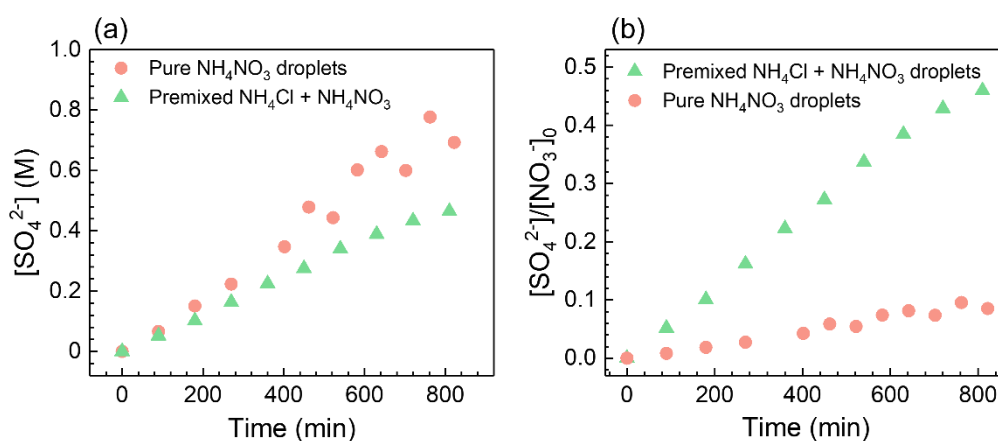 (a)
Pure NH₄NO₃ droplets
Premixed NH₄Cl + NH₄NO₃
[SO₄²⁻] (M)
1.0
0.8
0.6
0.4
0.2
0
0 200 400 600 800
Time (min)
(b)
Premixed NH₄Cl + NH₄NO₃ droplets
Pure NH₄NO₃ droplets
[SO₄²⁻]/[NO₃⁻]₀
0.5
0.4
0.3
0.2
0.1
0.0
0 200 400 600 800
Time (min)